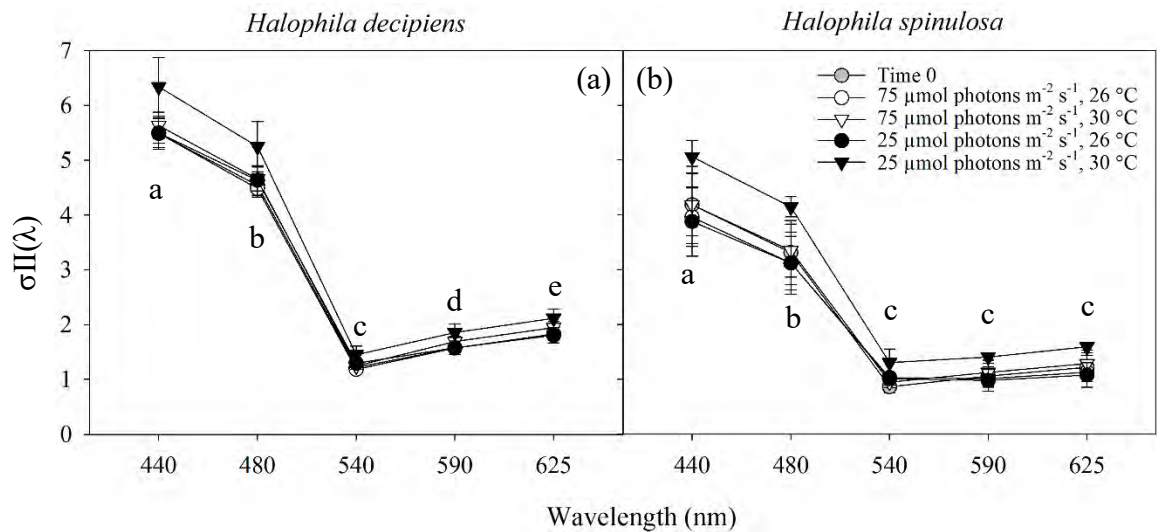 Halophila decipiens
Halophila spinulosa
(a)
(b)
Time 0
75 µmol photons m⁻² s⁻¹, 26 °C
75 µmol photons m⁻² s⁻¹, 30 °C
25 µmol photons m⁻² s⁻¹, 26 °C
25 µmol photons m⁻² s⁻¹, 30 °C
σII(λ)
7
6
5
4
3
2
1
0
a
b
c
d
e
a
b
c
c
c
440 480 540 590 625
440 480 540 590 625
Wavelength (nm)